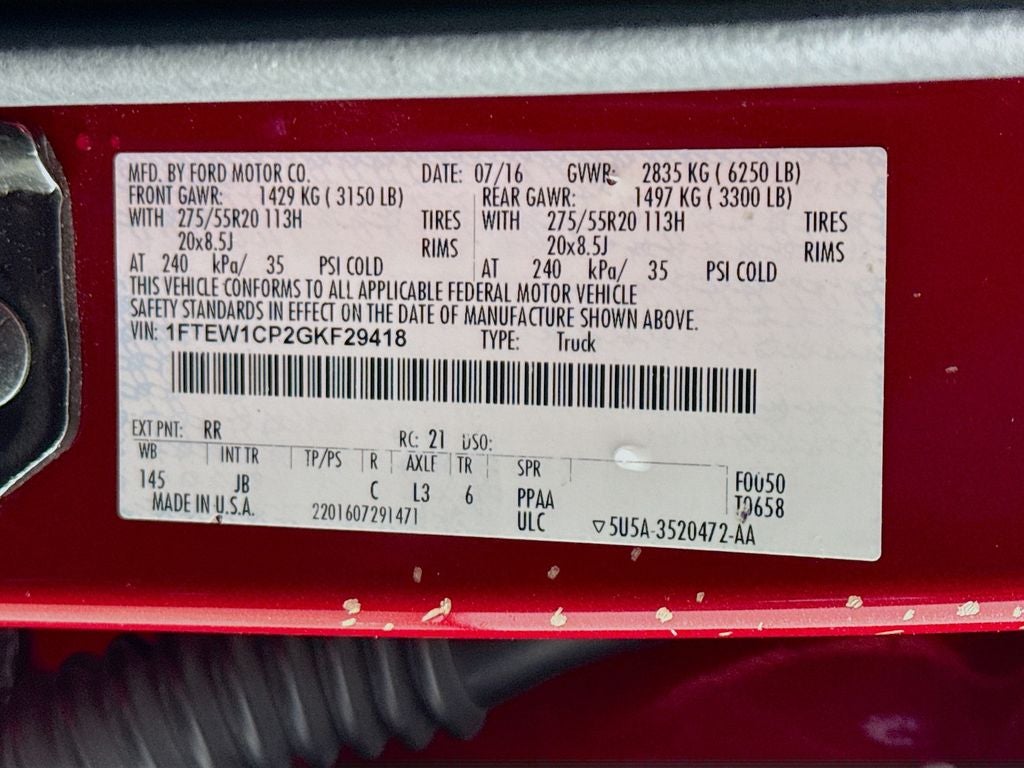 MFD. BY FORD MOTOR CO. DATE: 07/16 GVWR: 2835 KG ( 6250 LB)
FRONT GAWR: 1429 KG ( 3150 LB) REAR GAWR: 1497 KG ( 3300 LB)
WITH 275/55R20 113H TIRES WITH 275/55R20 113H TIRES
20x8.5J RIMS 20x8.5J RIMS
AT 240 kPa/ 35 PSI COLD AT 240 kPa/ 35 PSI COLD
THIS VEHICLE CONFORMS TO ALL APPLICABLE FEDERAL MOTOR VEHICLE
SAFETY STANDARDS IN EFFECT ON THE DATE OF MANUFACTURE SHOWN ABOVE.
VIN: 1FTEW1CP2GKF29418 TYPE: Truck
EXT PNT: RR RC: 21 DSO:
WB INT TR TP/PS R AXLE TR SPR F0050
145 JB C L3 6 PPAA T0658
MADE IN U.S.A. 2201607291471 ULC ▽5U5A-3520472-AA